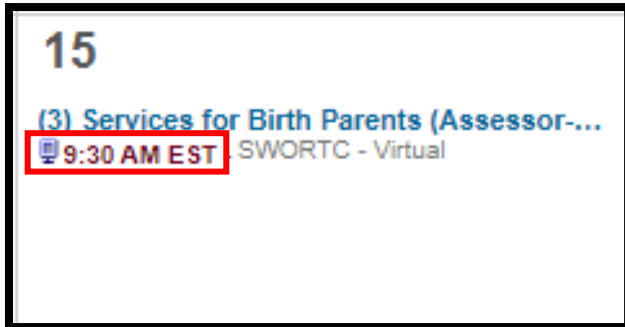 15
(3) Services for Birth Parents (Assessor-...
9:30 AM EST . SWORTC - Virtual